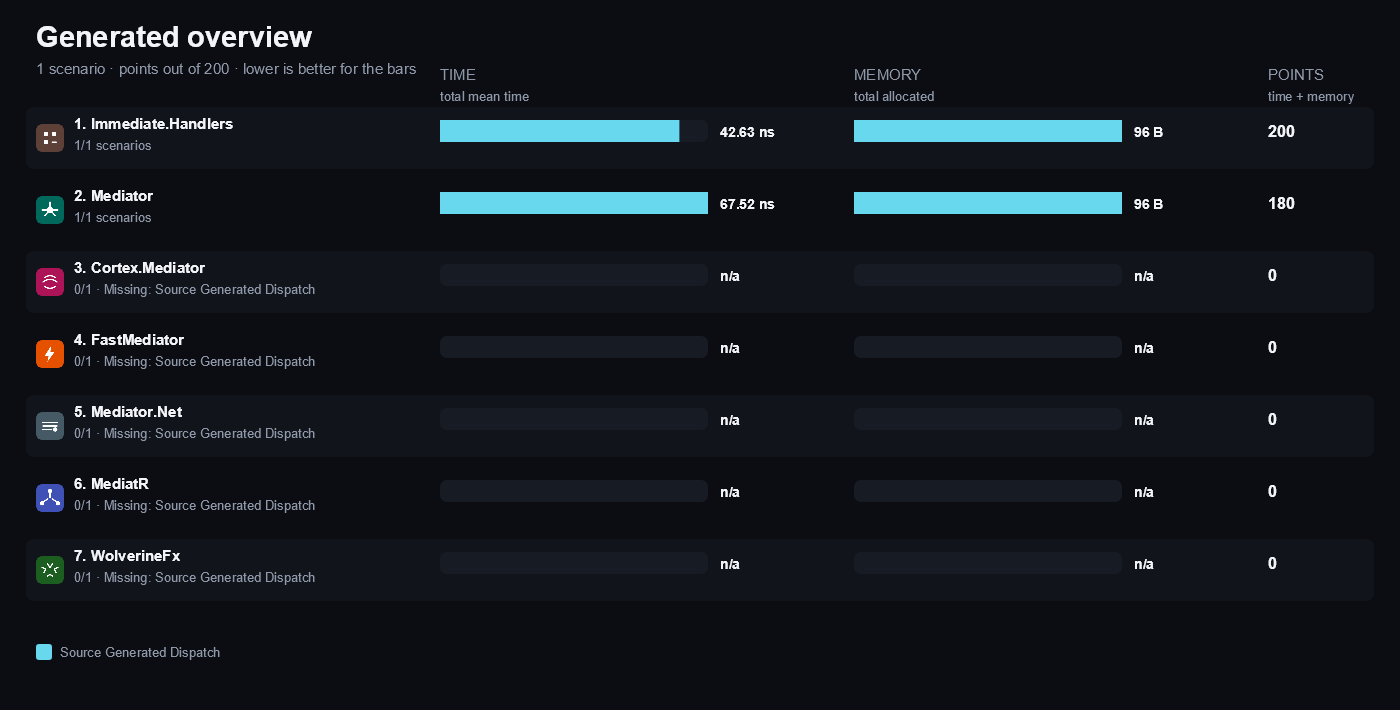 Generated overview
1 scenario · points out of 200 · lower is better for the bars
TIME
total mean time
MEMORY
total allocated
POINTS
time + memory
1. Immediate.Handlers
1/1 scenarios
42.63 ns
96 B
200
2. Mediator
1/1 scenarios
67.52 ns
96 B
180
3. Cortex.Mediator
0/1 · Missing: Source Generated Dispatch
n/a
n/a
0
4. FastMediator
0/1 · Missing: Source Generated Dispatch
n/a
n/a
0
5. Mediator.Net
0/1 · Missing: Source Generated Dispatch
n/a
n/a
0
6. MediatR
0/1 · Missing: Source Generated Dispatch
n/a
n/a
0
7. WolverineFx
0/1 · Missing: Source Generated Dispatch
n/a
n/a
0
Source Generated Dispatch